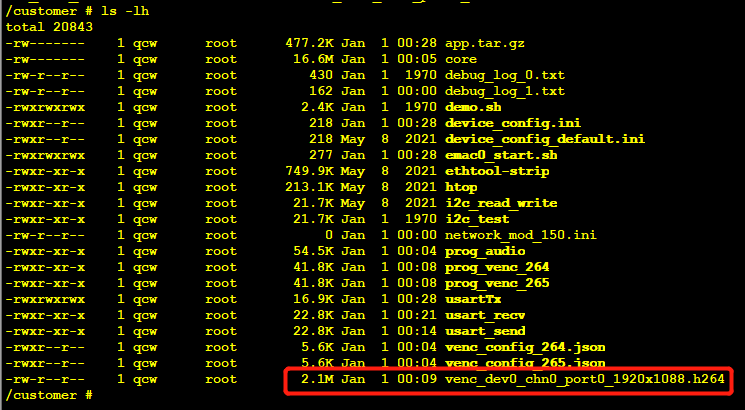 /customer # ls -lh
total 20843
-rw------- 1 qcw root 477.2K Jan 1 00:28 app.tar.gz
-rw------- 1 qcw root 16.6M Jan 1 00:05 core
-rw-r--r-- 1 qcw root 430 Jan 1 1970 debug_log_0.txt
-rw-r--r-- 1 qcw root 162 Jan 1 00:00 debug_log_1.txt
-rwxrwxrwx 1 qcw root 2.4K Jan 1 1970 demo.sh
-rwxr--r-- 1 qcw root 218 Jan 1 00:28 device_config.ini
-rwxr--r-- 1 qcw root 218 May 8 2021 device_config_default.ini
-rwxrwxrwx 1 qcw root 277 Jan 1 00:28 emac0_start.sh
-rwxr-xr-x 1 qcw root 749.9K May 8 2021 ethtool-strip
-rwxr-xr-x 1 qcw root 213.1K May 8 2021 htop
-rwxr-xr-x 1 qcw root 21.7K May 8 2021 i2c_read_write
-rwxr-xr-x 1 qcw root 21.7K Jan 1 1970 i2c_test
-rw-r--r-- 1 qcw root 0 Jan 1 00:00 network_mod_150.ini
-rwxr-xr-x 1 qcw root 54.5K Jan 1 00:04 prog_audio
-rwxr-xr-x 1 qcw root 41.8K Jan 1 00:08 prog_venc_264
-rwxr-xr-x 1 qcw root 41.8K Jan 1 00:08 prog_venc_265
-rwxrwxrwx 1 qcw root 16.9K Jan 1 00:28 usartTx
-rwxr-xr-x 1 qcw root 22.8K Jan 1 00:21 usart_recv
-rwxr-xr-x 1 qcw root 22.8K Jan 1 00:14 usart_send
-rwxr-xr-x 1 qcw root 5.6K Jan 1 00:04 venc_config_264.json
-rwxr-xr-x 1 qcw root 5.6K Jan 1 00:04 venc_config_265.json
-rw-r--r-- 1 qcw root 2.1M Jan 1 00:09 venc_dev0_chn0_port0_1920x1088.h264
/customer #